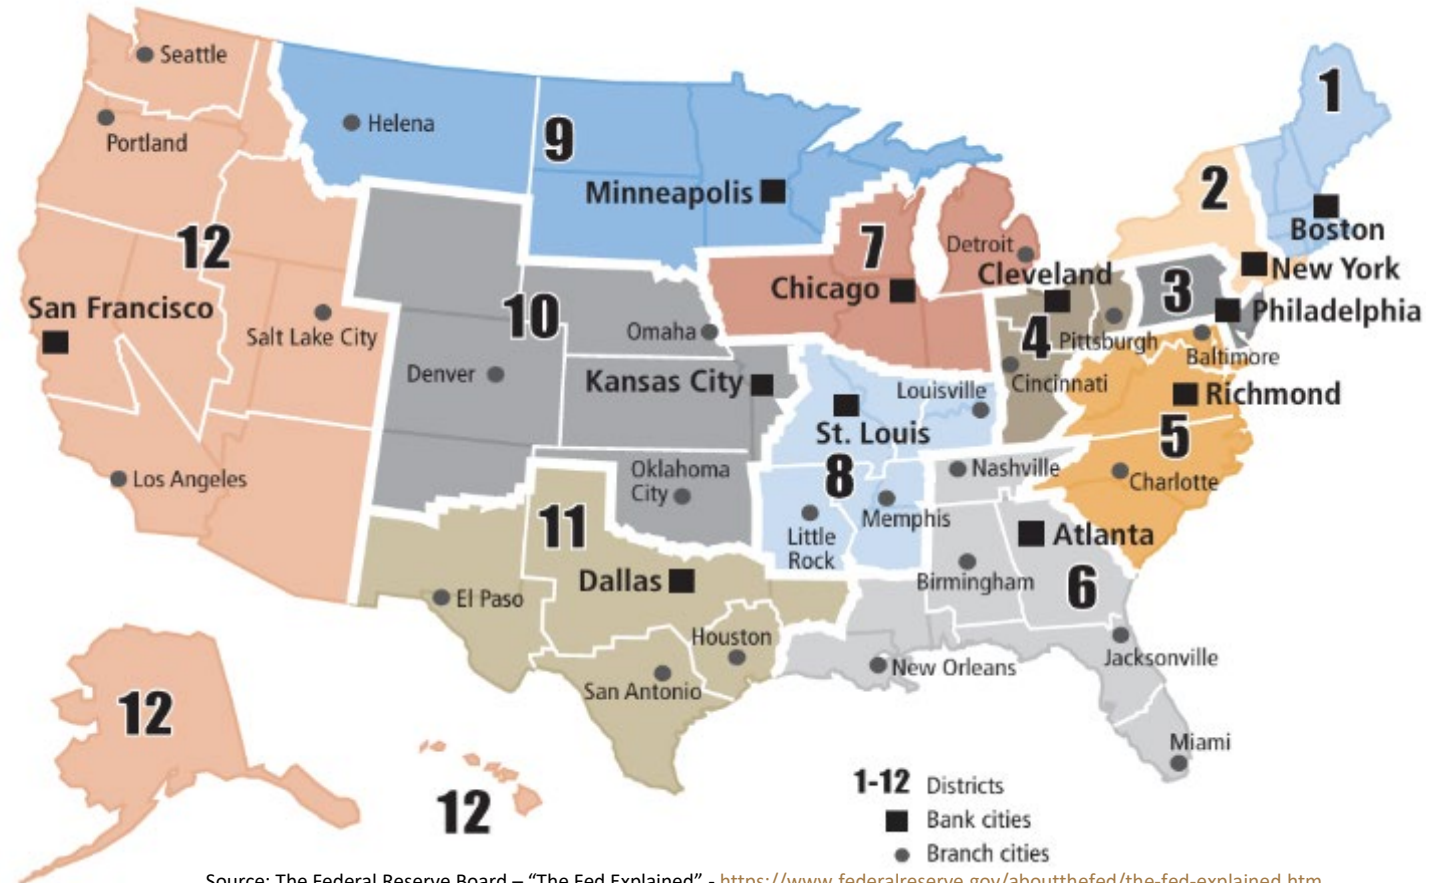 Seattle
1
Helena
9
Portland
2
Minneapolis
Boston
7
Detroit
12
Cleveland
New York
Chicago
3
San Francisco
10
Philadelphia
Salt Lake City
Omaha
4
Pittsburgh
Baltimore
Denver
Kansas City
Cincinnati
Louisville
Richmond
St. Louis
5
Los Angeles
Oklahoma
City
8
Nashville
Charlotte
Memphis
11
Little
Rock
Atlanta
Dallas
Birmingham
6
El Paso
Houston
New Orleans
Jacksonville
San Antonio
12
Miami
12
1-12 Districts
Bank cities
Branch cities
Source: The Federal Reserve Board – “The Fed Explained” - https://www.federalreserve.gov/aboutthefed/the-fed-explained.htm